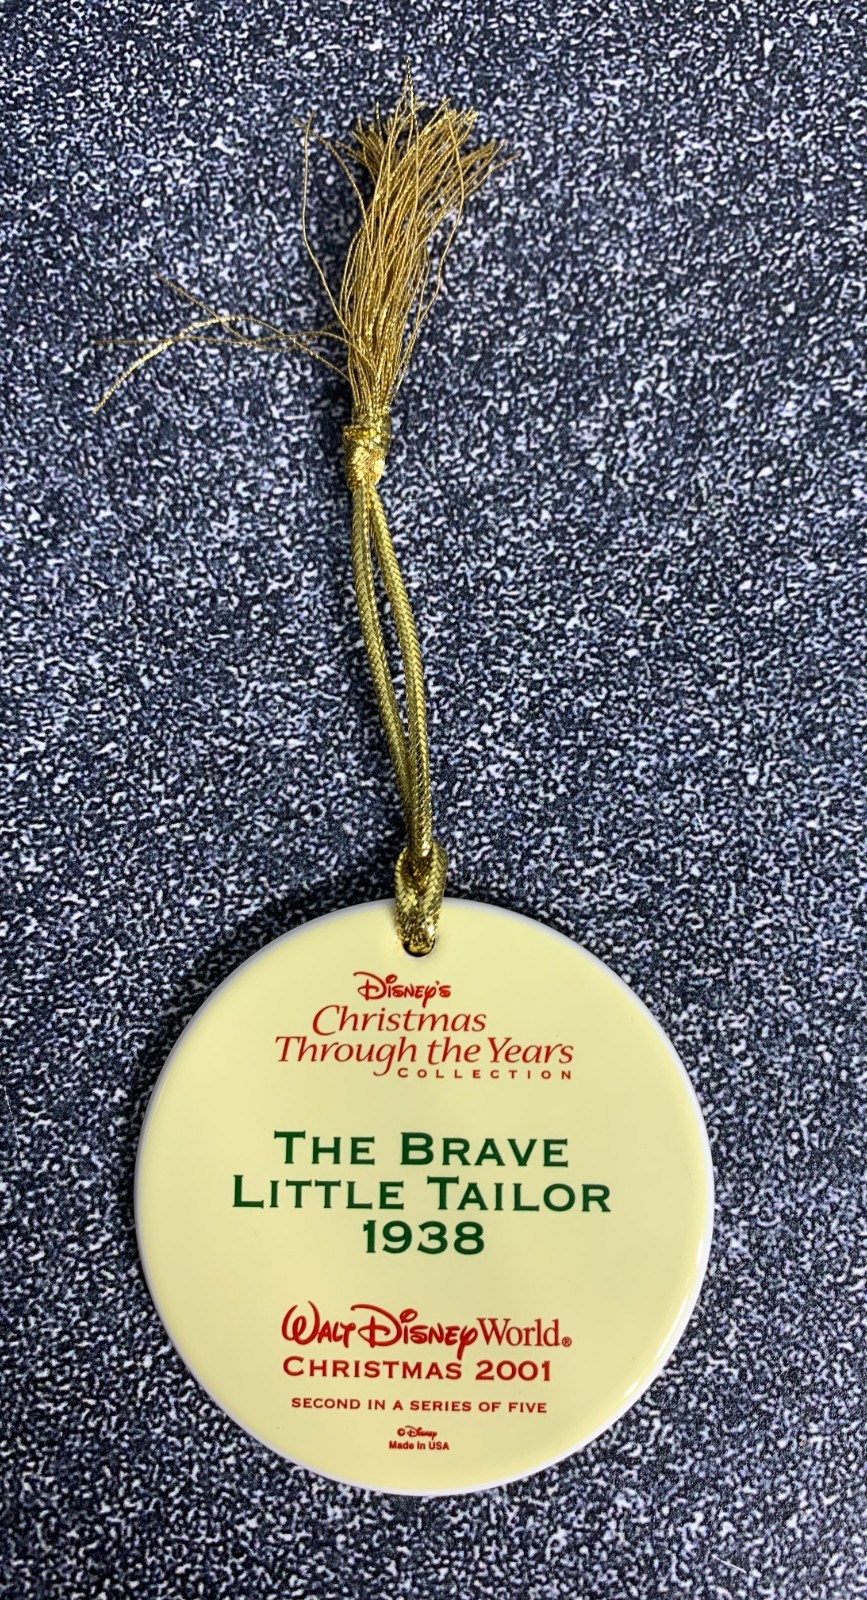 Disney's
Christmas
Through the Years
COLLECTION
THE BRAVE
LITTLE TAILOR
1938
WALT DISNEY World®
CHRISTMAS 2001
SECOND IN A SERIES OF FIVE
© Disney
Made in USA